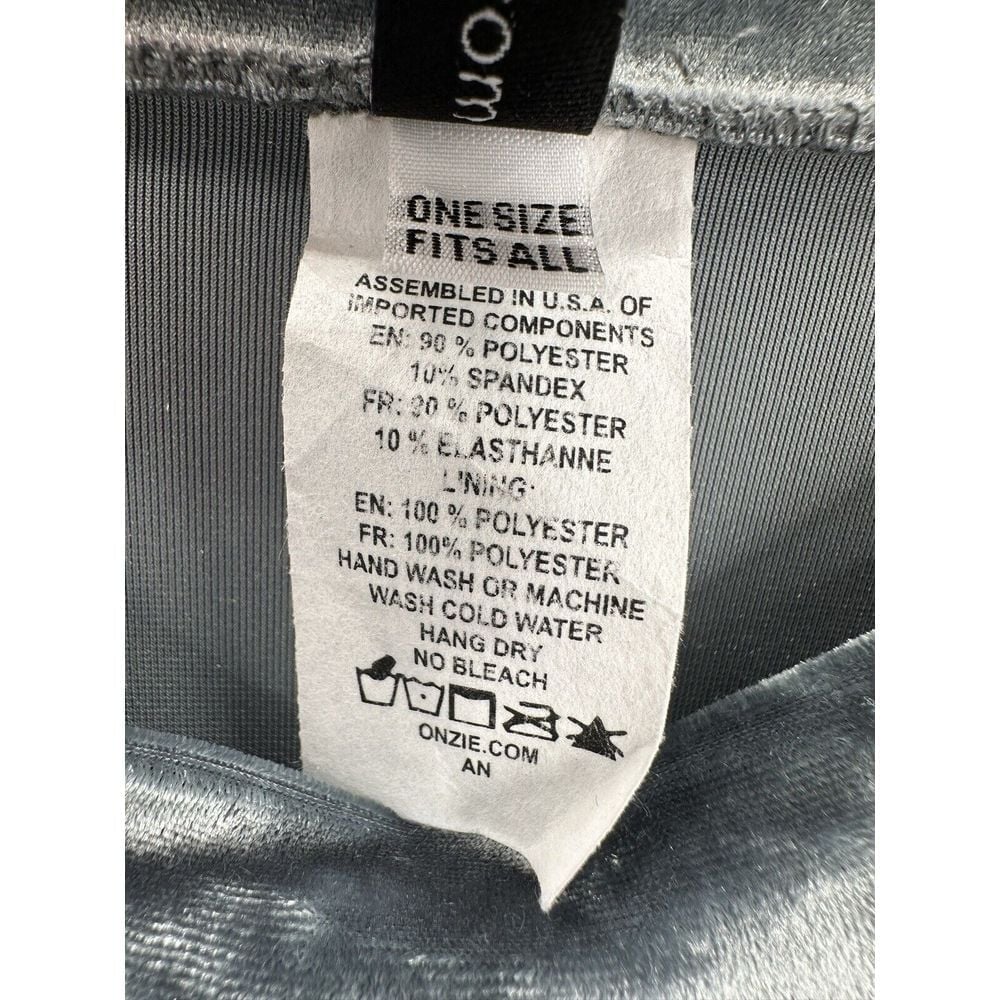 om
ONE SIZE
FITS ALL
ASSEMBLED IN U.S.A. OF
IMPORTED COMPONENTS
EN: 90 % POLYESTER
10% SPANDEX
FR: 90 % POLYESTER
10 % ELASTHANNE
LINING:
EN: 100 % POLYESTER
FR: 100% POLYESTER
HAND WASH OR MACHINE
WASH COLD WATER
HANG DRY
NO BLEACH
ONZIE.COM
AN